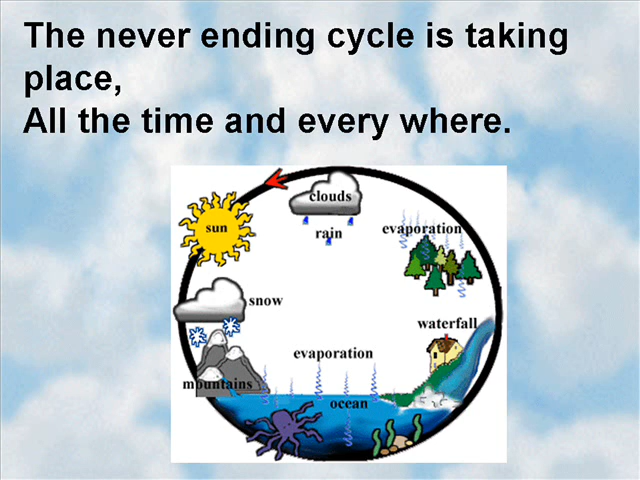 The never ending cycle is taking
place,
All the time and every where.
clouds
sun
rain
evaporation
snow
waterfall
evaporation
mountains
ocean